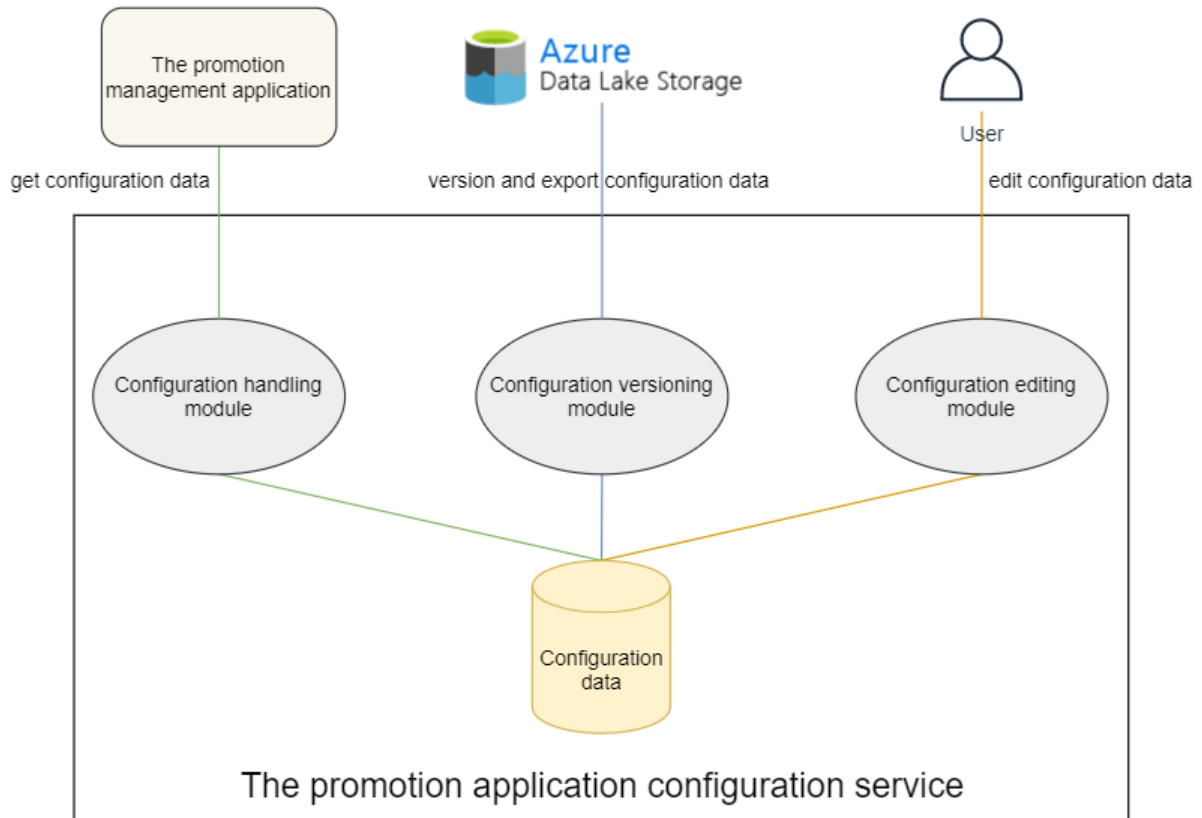 The promotion
management application
Azure
Data Lake Storage
User
get configuration data
version and export configuration data
edit configuration data
Configuration handling
module
Configuration versioning
module
Configuration editing
module
Configuration
data
The promotion application configuration service